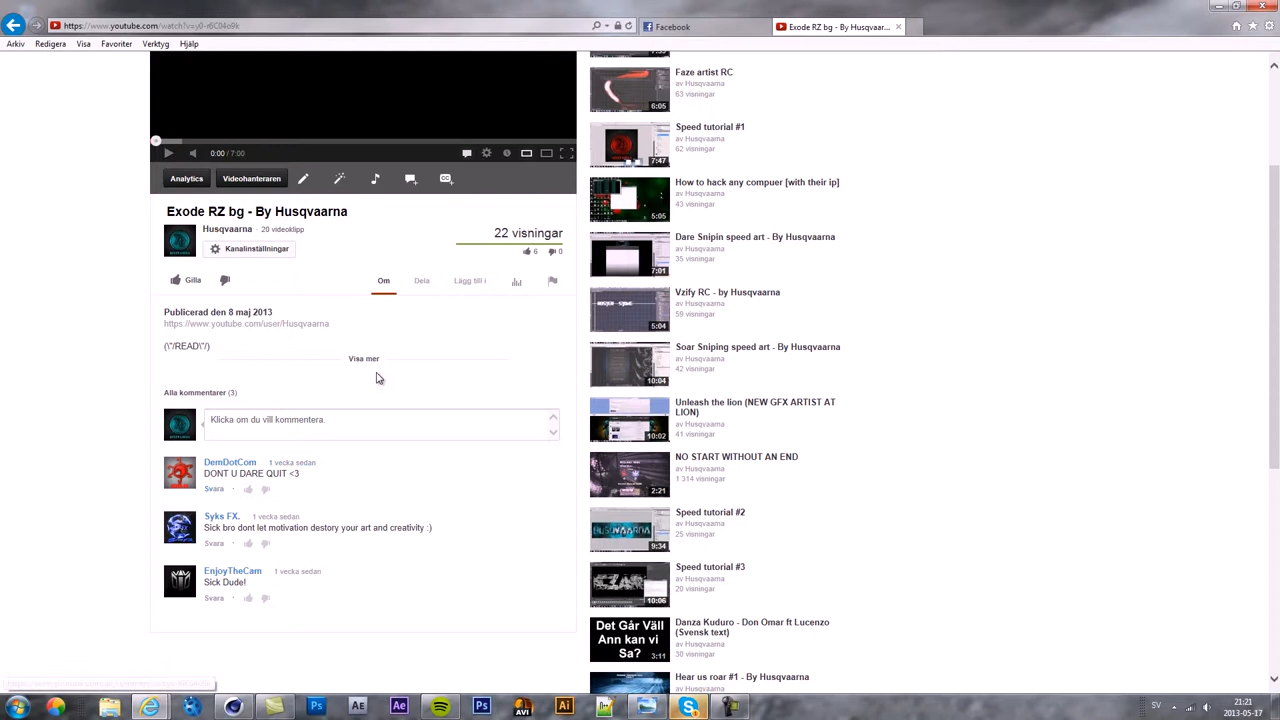 https://www.youtube.com/watch?v=y0-r6C04o9k
Facebook
Exode RZ bg - By Husqvaar...
Arkiv Redigera Visa Favoriter Verktyg Hjälp
0:00 / 7:00
Analytics Videohanteraren
Exode RZ bg - By Husqvaarna
Husqvaarna · 20 videoklipp
Kanalinställningar
22 visningar
6 0
Gilla
Om Dela Lägg till i
Publicerad den 8 maj 2013
https://www.youtube.com/user/Husqvaarna
(\"/READ\"/)
Visa mer
Alla kommentarer (3)
Klicka om du vill kommentera.
DemDotCom 1 vecka sedan
DONT U DARE QUIT <3
Svara ·
Syks FX. 1 vecka sedan
Sick bro dont let motivation destory your art and creativity :)
Svara ·
EnjoyTheCam 1 vecka sedan
Sick Dude!
Svara ·
Faze artist RC
av Husqvaarna
63 visningar
6:05
Speed tutorial #1
av Husqvaarna
62 visningar
7:47
How to hack any compuer [with their ip]
av Husqvaarna
43 visningar
5:05
Dare Snipin speed art - By Husqvaarna
av Husqvaarna
35 visningar
7:01
Vzify RC - by Husqvaarna
av Husqvaarna
59 visningar
5:04
Soar Sniping speed art - By Husqvaarna
av Husqvaarna
42 visningar
10:04
Unleash the lion (NEW GFX ARTIST AT
LION)
av Husqvaarna
41 visningar
10:02
NO START WITHOUT AN END
av Husqvaarna
1 314 visningar
2:21
Speed tutorial #2
av Husqvaarna
25 visningar
9:34
Speed tutorial #3
av Husqvaarna
20 visningar
10:06
Danza Kuduro - Don Omar ft Lucenzo
(Svensk text)
av Husqvaarna
30 visningar
Det Går Väll
Ann kan vi
Sa?
3:11
Hear us roar #1 - By Husqvaarna
av Husqvaarna
Ps AE AE Ps AVI Ai
SV
21:21
2013-05-17